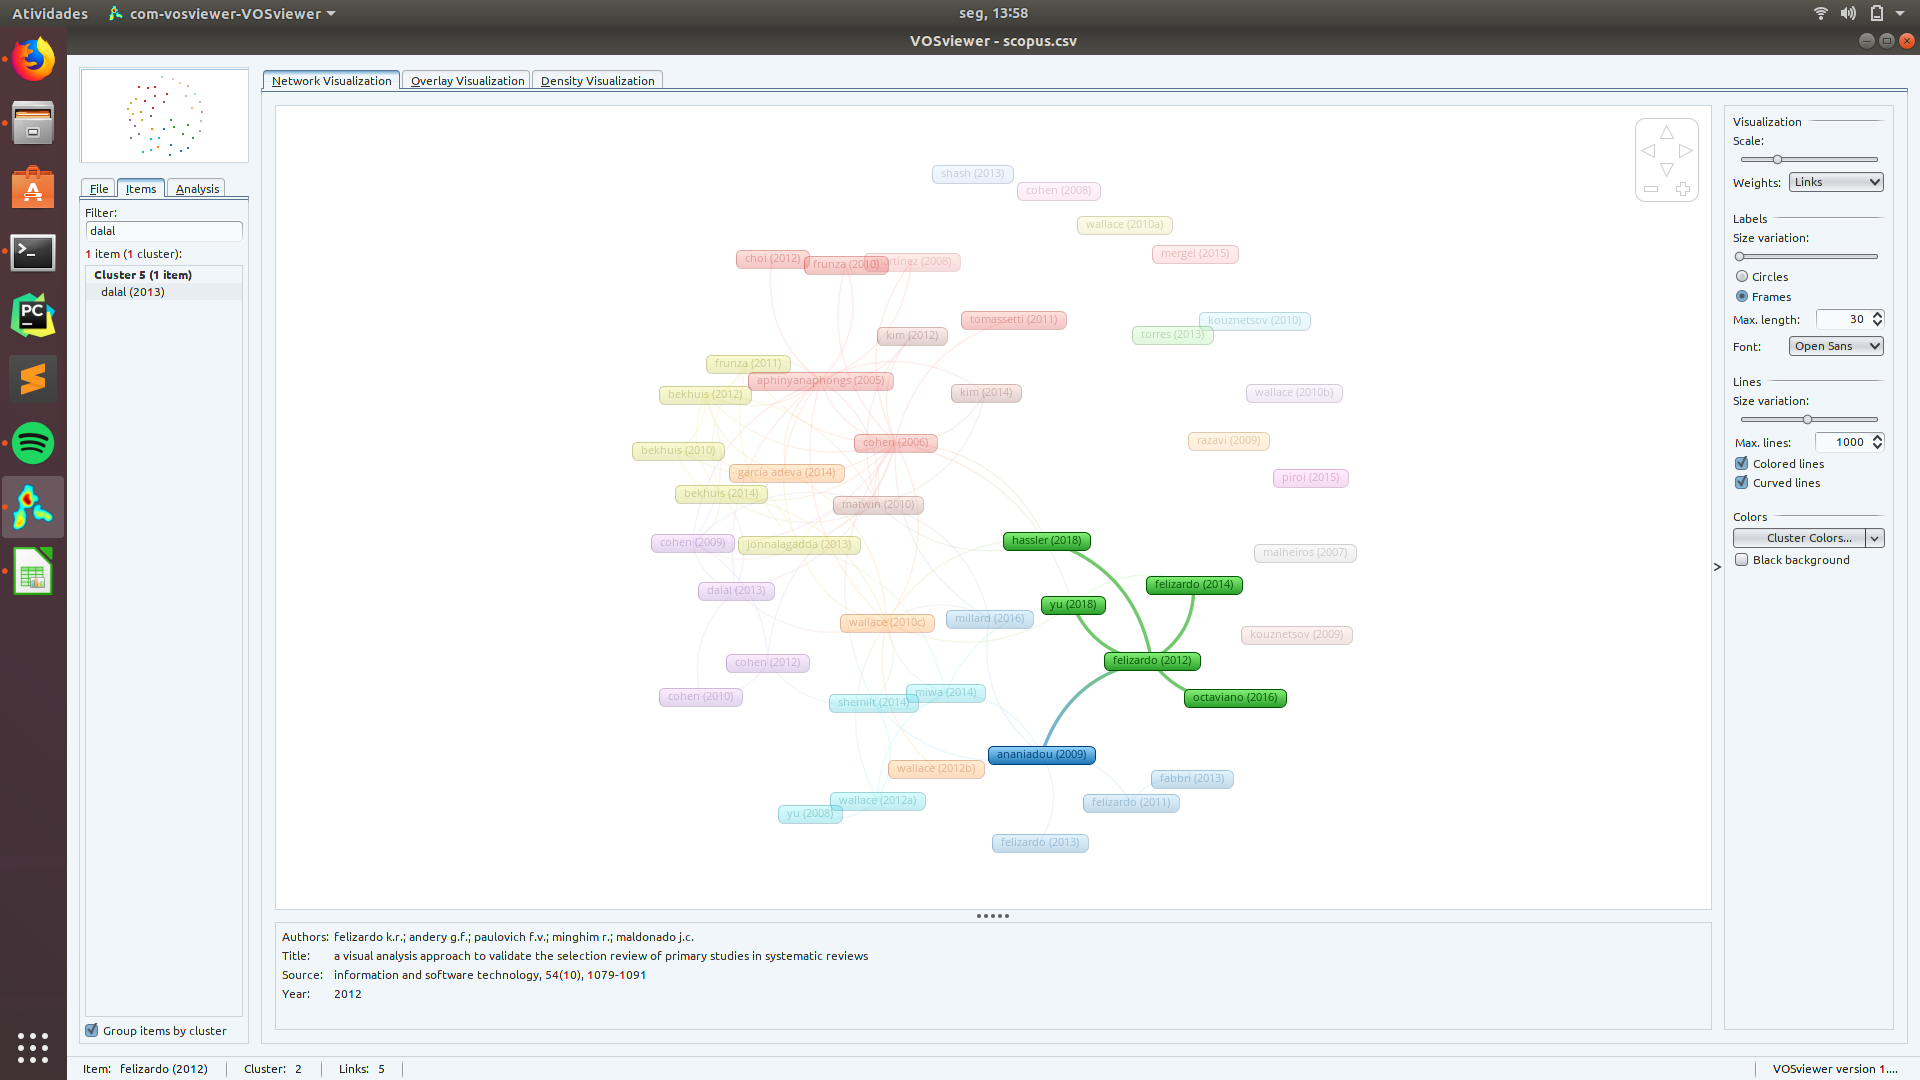 Atividades
com-vosviewer-VOSviewer
seg, 13:58
VOSviewer - scopus.csv
Network Visualization
Overlay Visualization
Density Visualization
File
Items
Analysis
Filter:
dalal
1 item (1 cluster):
Cluster 5 (1 item)
dalal (2013)
Group items by cluster
shash (2013)
cohen (2008)
wallace (2010a)
mergel (2015)
choi (2012)
frunza (2010)
martinez (2008)
tomassetti (2011)
kouznetsov (2010)
torres (2013)
kim (2012)
frunza (2011)
aphinyanaphongs (2005)
bekhuis (2012)
kim (2014)
wallace (2010b)
cohen (2006)
razavi (2009)
bekhuis (2010)
garcía adeva (2014)
piroi (2015)
bekhuis (2014)
matwin (2010)
cohen (2009)
jonnalagadda (2013)
hassler (2018)
malheiros (2007)
felizardo (2014)
dalal (2013)
yu (2018)
wallace (2010c)
millard (2016)
kouznetsov (2009)
felizardo (2012)
cohen (2012)
cohen (2010)
miwa (2014)
shemilt (2014)
octaviano (2016)
ananiadou (2009)
wallace (2012b)
fabbri (2013)
wallace (2012a)
felizardo (2011)
yu (2008)
felizardo (2013)
Visualization
Scale:
Weights: Links
Labels
Size variation:
Circles
Frames
Max. length: 30
Font: Open Sans
Lines
Size variation:
Max. lines: 1000
Colored lines
Curved lines
Colors
Cluster Colors...
Black background
>
Authors: felizardo k.r.; andery g.f.; paulovich f.v.; minghim r.; maldonado j.c.
Title: a visual analysis approach to validate the selection review of primary studies in systematic reviews
Source: information and software technology, 54(10), 1079-1091
Year: 2012
Item: felizardo (2012)
Cluster: 2
Links: 5
VOSviewer version 1....
PC